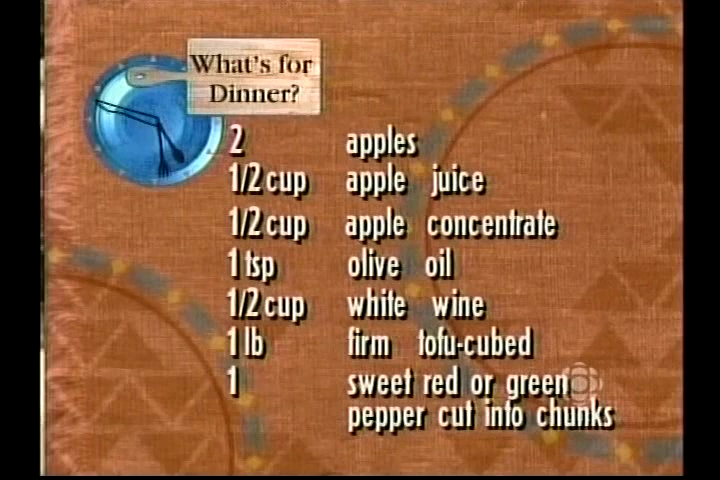 What's for
Dinner?
2 apples
1/2 cup apple juice
1/2 cup apple concentrate
1 tsp olive oil
1/2 cup white wine
1 lb firm tofu-cubed
1 sweet red or green
pepper cut into chunks